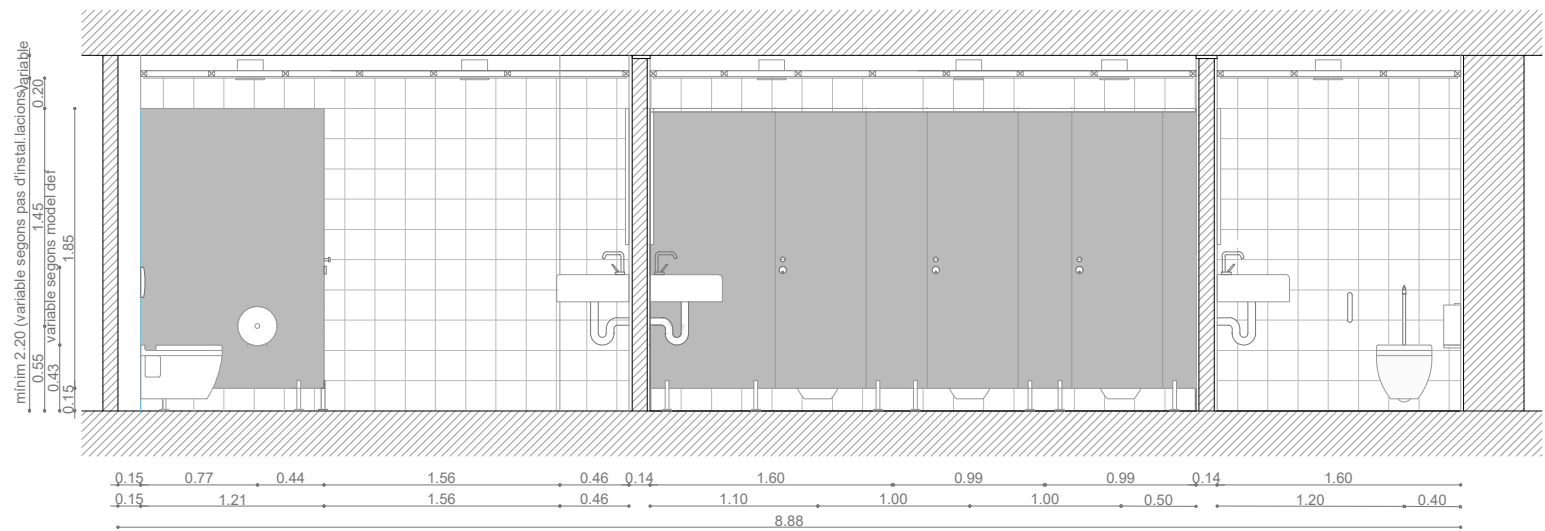 mínim 2.20 (variable segons pas d'instal.lacions)
variable
0.20
1.45
0.55
variable segons model def
0.43
1.85
0.15
0.15 0.77 0.44 1.56 0.46 0.14 1.60 0.99 0.99 0.14 1.60
0.15 1.21 1.56 0.46 1.10 1.00 1.00 0.50 1.20 0.40
8.88